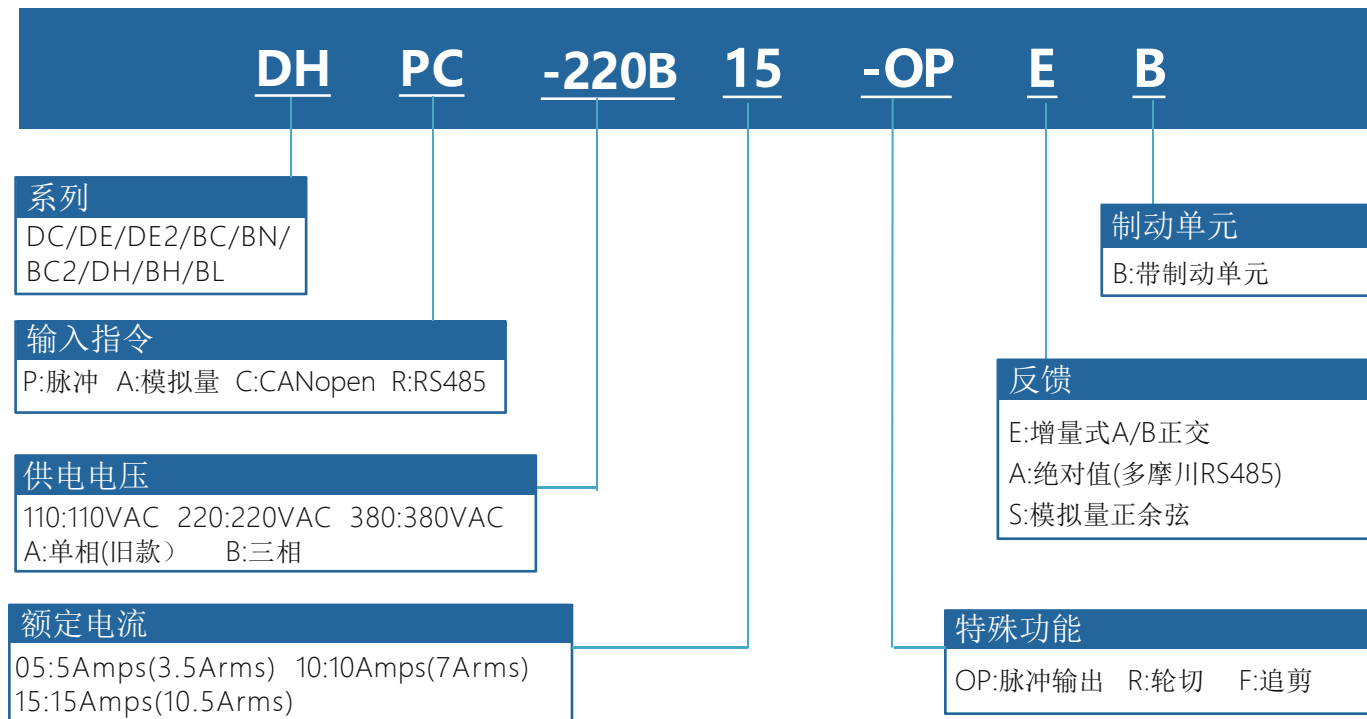 DH PC -220B 15 -OP E B
系列
DC/DE/DE2/BC/BN/
BC2/DH/BH/BL
输入指令
P:脉冲 A:模拟量 C:CANopen R:RS485
供电电压
110:110VAC 220:220VAC 380:380VAC
A:单相(旧款） B:三相
额定电流
05:5Amps(3.5Arms) 10:10Amps(7Arms)
15:15Amps(10.5Arms)
制动单元
B:带制动单元
反馈
E:增量式A/B正交
A:绝对值(多摩川RS485)
S:模拟量正余弦
特殊功能
OP:脉冲输出 R:轮切 F:追剪